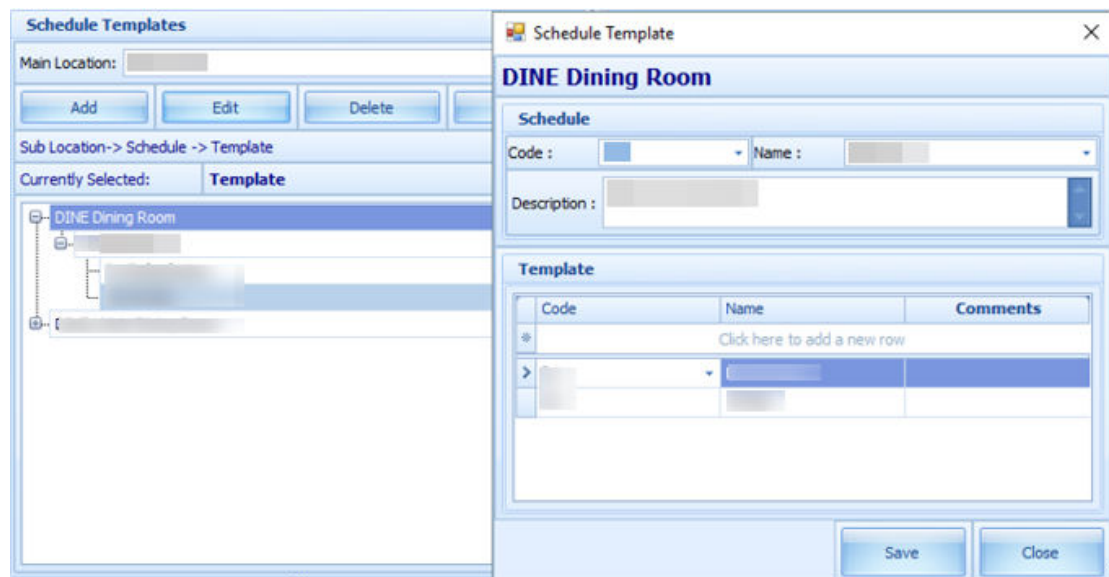 Schedule Templates
Main Location:
Add Edit Delete
Sub Location-> Schedule -> Template
Currently Selected: Template
DINE Dining Room
Schedule Template
DINE Dining Room
Schedule
Code : Name :
Description :
Template
Code Name Comments
Click here to add a new row
Save Close